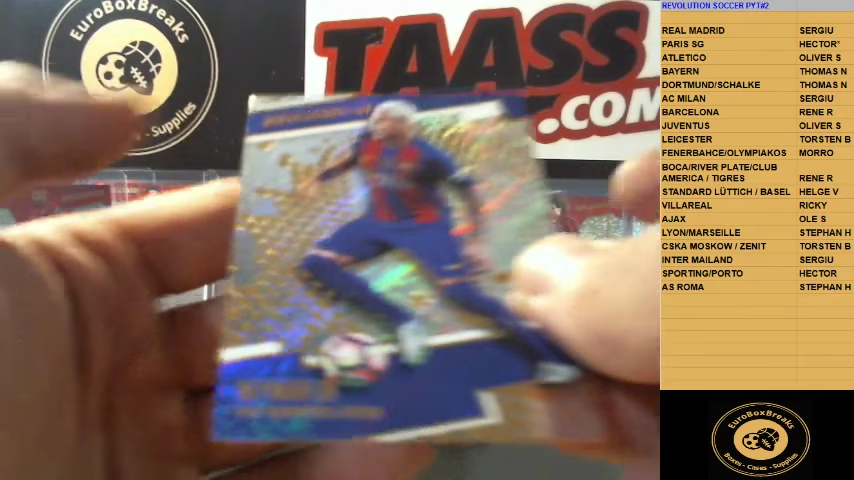 EuroBoxBreaks
- Supplies
TAASS
.COM
REVOLUTION SOCCER PYT#2
REAL MADRID SERGIU
PARIS SG HECTOR*
ATLETICO OLIVER S
BAYERN THOMAS N
DORTMUND/SCHALKE THOMAS N
AC MILAN SERGIU
BARCELONA RENE R
JUVENTUS OLIVER S
LEICESTER TORSTEN B
FENERBAHCE/OLYMPIAKOS MORRO
BOCA/RIVER PLATE/CLUB
AMERICA / TIGRES RENE R
STANDARD LÜTTICH / BASEL HELGE V
VILLAREAL RICKY
AJAX OLE S
LYON/MARSEILLE STEPHAN H
CSKA MOSKOW / ZENIT TORSTEN B
INTER MAILAND SERGIU
SPORTING/PORTO HECTOR
AS ROMA STEPHAN H
EuroBoxBreaks
Boxes - Cases - Supplies